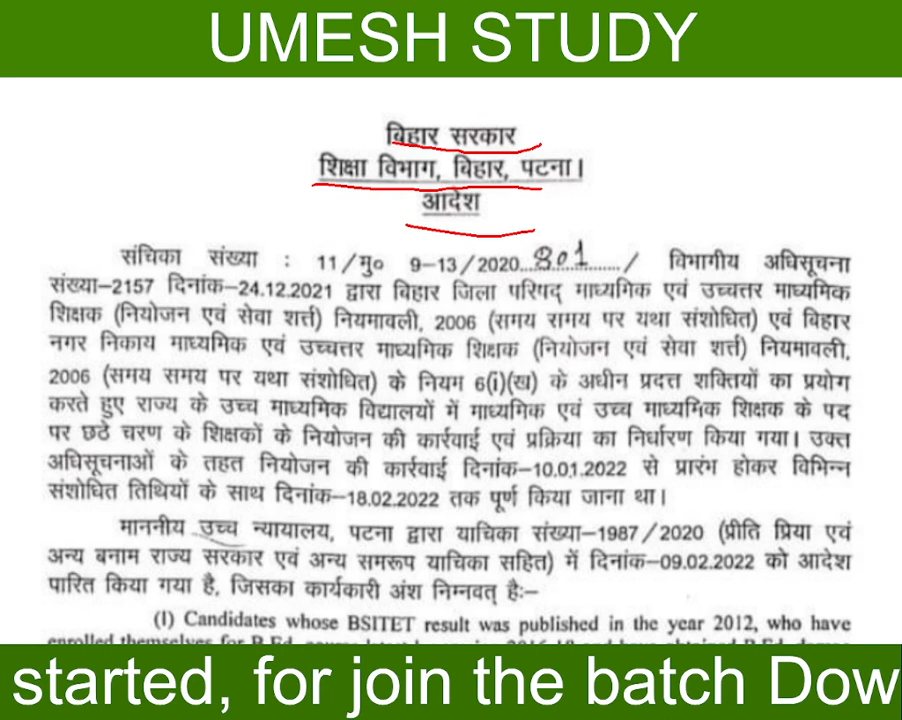 UMESH STUDY
बिहार सरकार
शिक्षा विभाग, बिहार, पटना।
आदेश
संचिका संख्या : 11/मु० 9–13/2020...801......../ विभागीय अधिसूचना
संख्या–2157 दिनांक–24.12.2021 द्वारा बिहार जिला परिषद् माध्यमिक एवं उच्चत्तर माध्यमिक
शिक्षक (नियोजन एवं सेवा शर्त्त) नियमावली, 2006 (समय समय पर यथा संशोधित) एवं बिहार
नगर निकाय माध्यमिक एवं उच्चत्तर माध्यमिक शिक्षक (नियोजन एवं सेवा शर्त्त) नियमावली,
2006 (समय समय पर यथा संशोधित) के नियम 6(i)(ख) के अधीन प्रदत्त शक्तियों का प्रयोग
करते हुए राज्य के उच्च माध्यमिक विद्यालयों में माध्यमिक एवं उच्च माध्यमिक शिक्षक के पद
पर छठे चरण के शिक्षकों के नियोजन की कार्रवाई एवं प्रक्रिया का निर्धारण किया गया। उक्त
अधिसूचनाओं के तहत नियोजन की कार्रवाई दिनांक–10.01.2022 से प्रारंभ होकर विभिन्न
संशोधित तिथियों के साथ दिनांक–18.02.2022 तक पूर्ण किया जाना था।
माननीय उच्च न्यायालय, पटना द्वारा याचिका संख्या–1987/2020 (प्रीति प्रिया एवं
अन्य बनाम राज्य सरकार एवं अन्य समरूप याचिका सहित) में दिनांक–09.02.2022 को आदेश
पारित किया गया है, जिसका कार्यकारी अंश निम्नवत् है:–
(I) Candidates whose BSITET result was published in the year 2012, who have
enrolled themselves for B.Ed.
started, for join the batch Dow